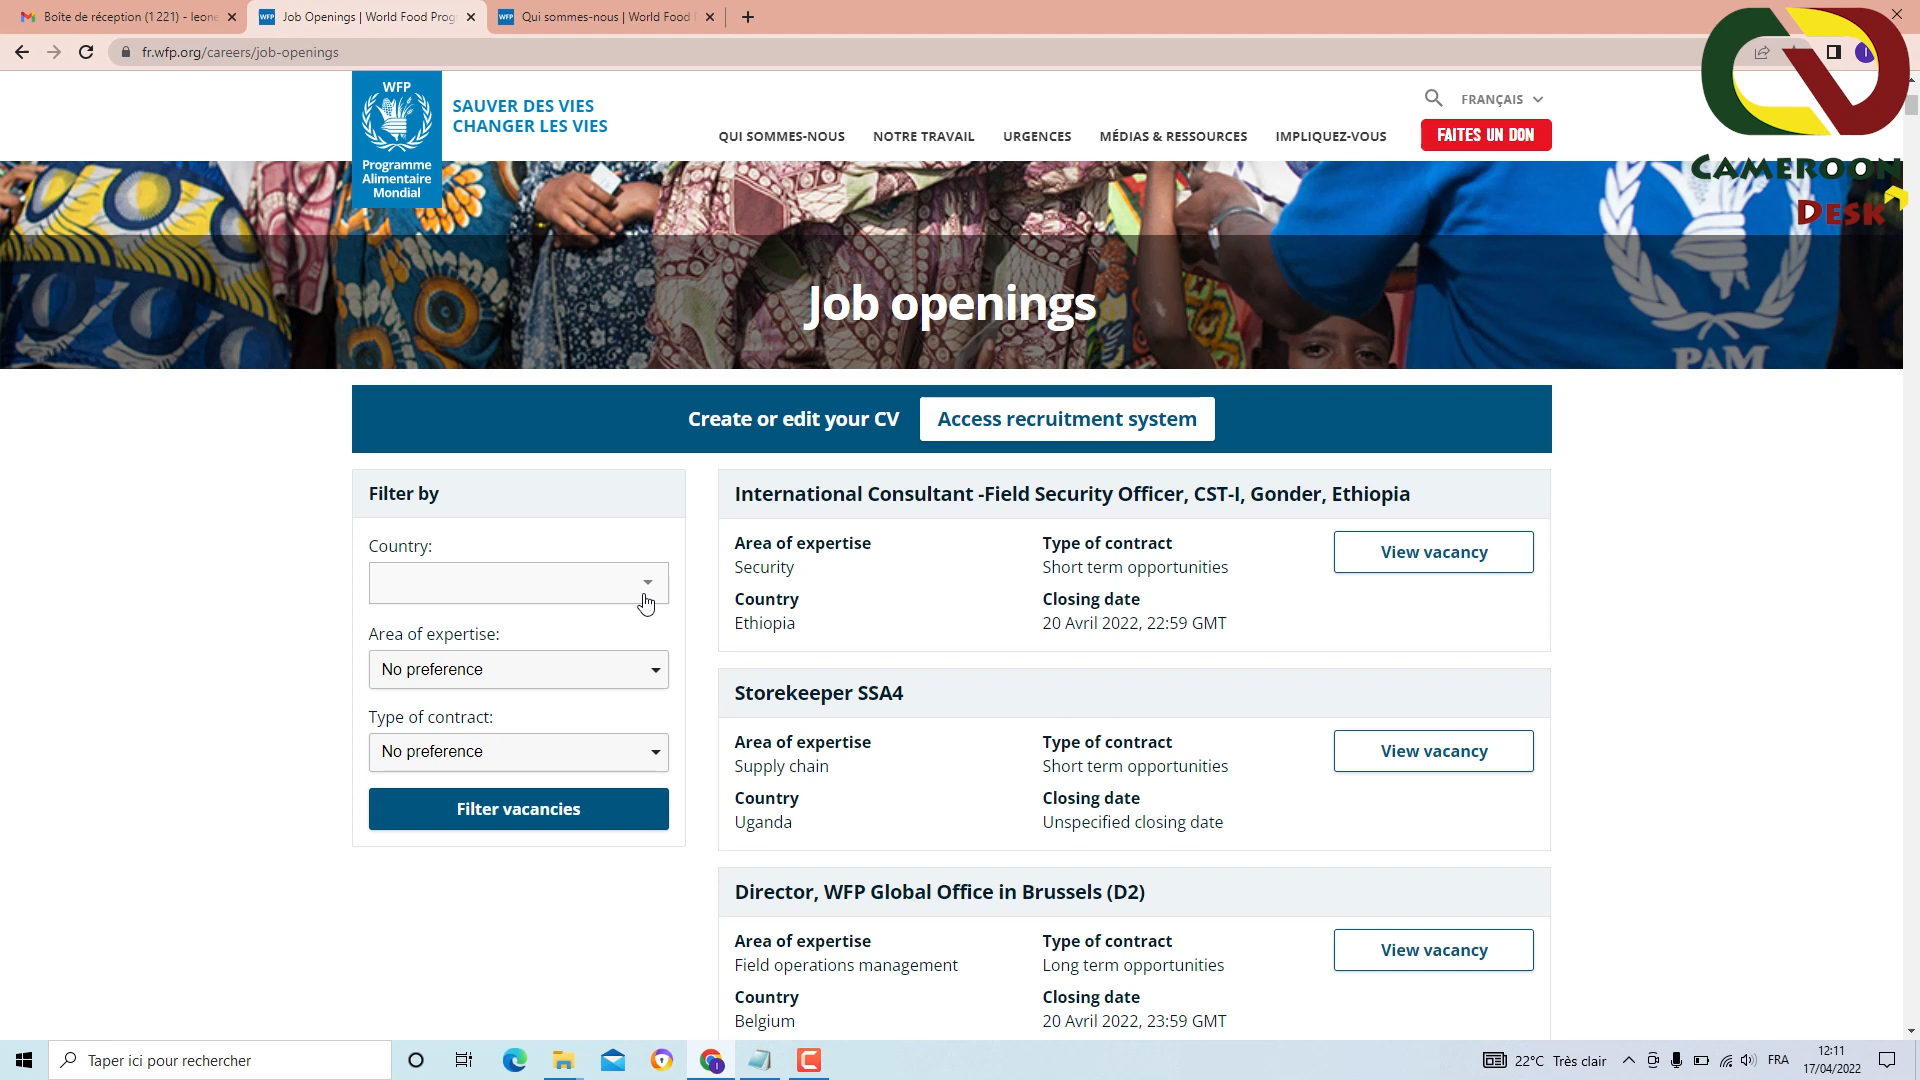 Boîte de réception (1 221) - leone
Job Openings | World Food Prog
Qui sommes-nous | World Food
fr.wfp.org/careers/job-openings
CAMEROON
DESK
WFP
Programme
Alimentaire
Mondial
SAUVER DES VIES
CHANGER LES VIES
FRANÇAIS
QUI SOMMES-NOUS
NOTRE TRAVAIL
URGENCES
MÉDIAS & RESSOURCES
IMPLIQUEZ-VOUS
FAITES UN DON
PAM
Job openings
Create or edit your CV
Access recruitment system
Filter by
Country:
Area of expertise:
No preference
Type of contract:
No preference
Filter vacancies
International Consultant -Field Security Officer, CST-I, Gonder, Ethiopia
Area of expertise
Security
Type of contract
Short term opportunities
View vacancy
Country
Ethiopia
Closing date
20 Avril 2022, 22:59 GMT
Storekeeper SSA4
Area of expertise
Supply chain
Type of contract
Short term opportunities
View vacancy
Country
Uganda
Closing date
Unspecified closing date
Director, WFP Global Office in Brussels (D2)
Area of expertise
Field operations management
Type of contract
Long term opportunities
View vacancy
Country
Belgium
Closing date
20 Avril 2022, 23:59 GMT
Taper ici pour rechercher
22°C Très clair
FRA
12:11
17/04/2022